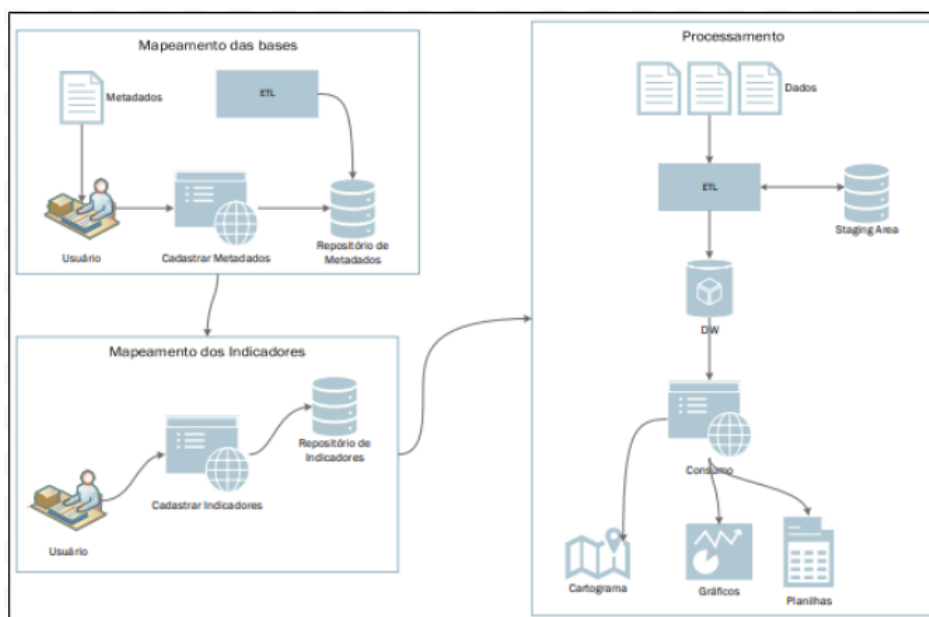 Mapeamento das bases
Metadados
ETL
Usuário
Cadastrar Metadados
Repositório de
Metadados
Mapeamento dos Indicadores
Repositório de
Indicadores
Cadastrar Indicadores
Usuário
Processamento
Dados
ETL
Staging Area
DW
Consumo
Cartograma
Gráficos
Planilhas